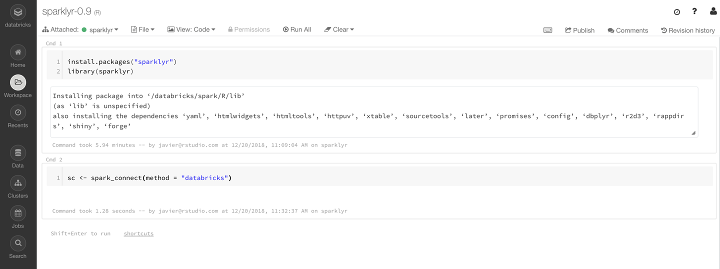 sparklyr-0.9 (R)
databricks
Attached: sparklyr File View: Code Permissions Run All Clear Publish Comments Revision history
Home
Workspace
Recents
Data
Clusters
Jobs
Search
Cmd 1
1 install.packages("sparklyr")
2 library(sparklyr)
Installing package into ‘/databricks/spark/R/lib’
(as ‘lib’ is unspecified)
also installing the dependencies ‘yaml’, ‘htmlwidgets’, ‘htmltools’, ‘httpuv’, ‘xtable’, ‘sourcetools’, ‘later’, ‘promises’, ‘config’, ‘dbplyr’, ‘r2d3’, ‘rappdir
s’, ‘shiny’, ‘forge’
Command took 5.94 minutes -- by javier@rstudio.com at 12/20/2018, 11:00:04 AM on sparklyr
Cmd 2
1 sc <- spark_connect(method = "databricks")
Command took 1.28 seconds -- by javier@rstudio.com at 12/20/2018, 11:32:37 AM on sparklyr
Shift+Enter to run shortcuts